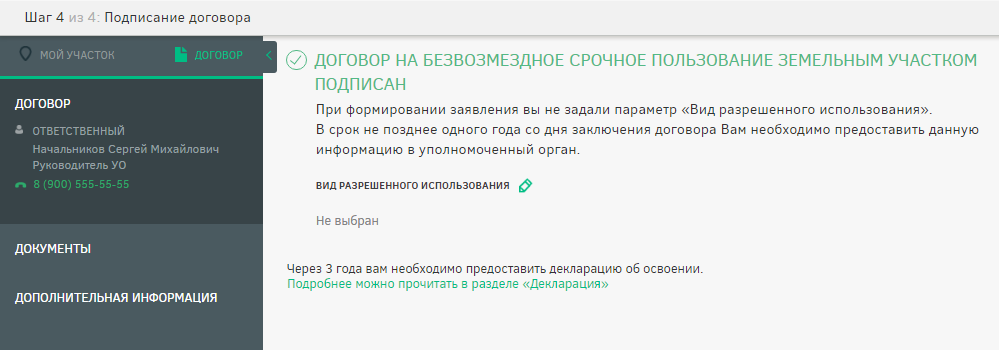 Шаг 4 из 4: Подписание договора
МОЙ УЧАСТОК
ДОГОВОР
ДОГОВОР
ОТВЕТСТВЕННЫЙ
Начальников Сергей Михайлович
Руководитель УО
8 (900) 555-55-55
ДОКУМЕНТЫ
ДОПОЛНИТЕЛЬНАЯ ИНФОРМАЦИЯ
ДОГОВОР НА БЕЗВОЗМЕЗДНОЕ СРОЧНОЕ ПОЛЬЗОВАНИЕ ЗЕМЕЛЬНЫМ УЧАСТКОМ
ПОДПИСАН
При формировании заявления вы не задали параметр «Вид разрешенного использования».
В срок не позднее одного года со дня заключения договора Вам необходимо предоставить данную
информацию в уполномоченный орган.
ВИД РАЗРЕШЕННОГО ИСПОЛЬЗОВАНИЯ
Не выбран
Через 3 года вам необходимо предоставить декларацию об освоении.
Подробнее можно прочитать в разделе «Декларация»